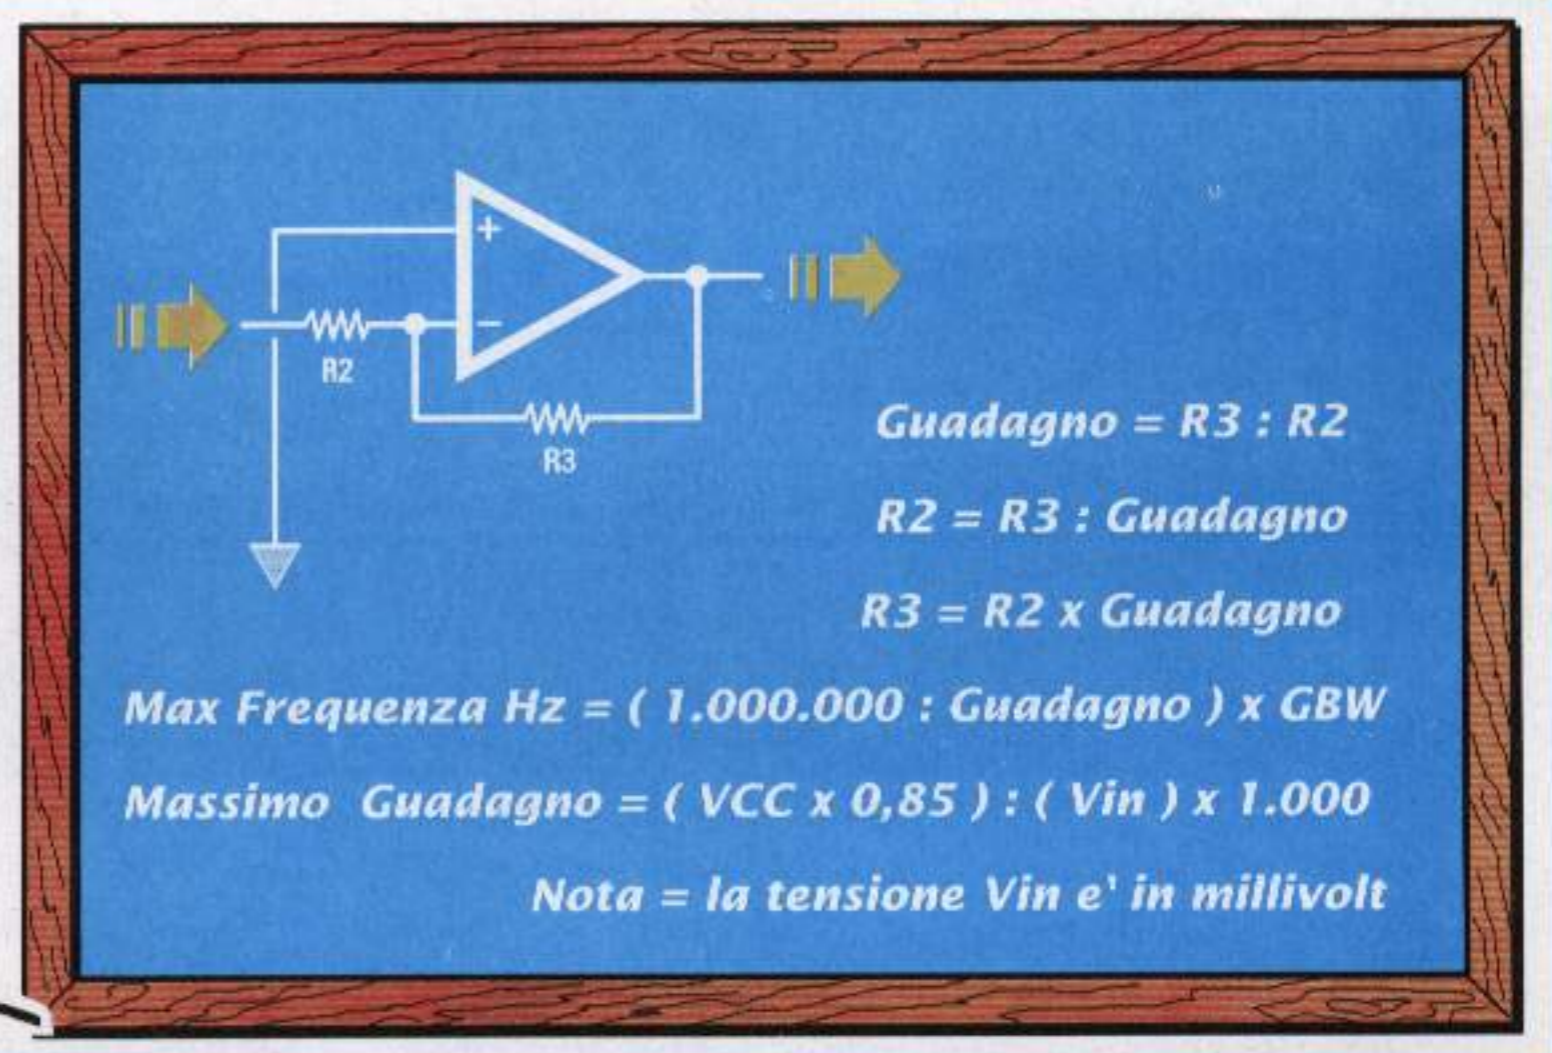 +
−
R2
R3
Guadagno = R3 : R2
R2 = R3 : Guadagno
R3 = R2 x Guadagno
Max Frequenza Hz = ( 1.000.000 : Guadagno ) x GBW
Massimo Guadagno = ( VCC x 0,85 ) : ( Vin ) x 1.000
Nota = la tensione Vin e' in millivolt